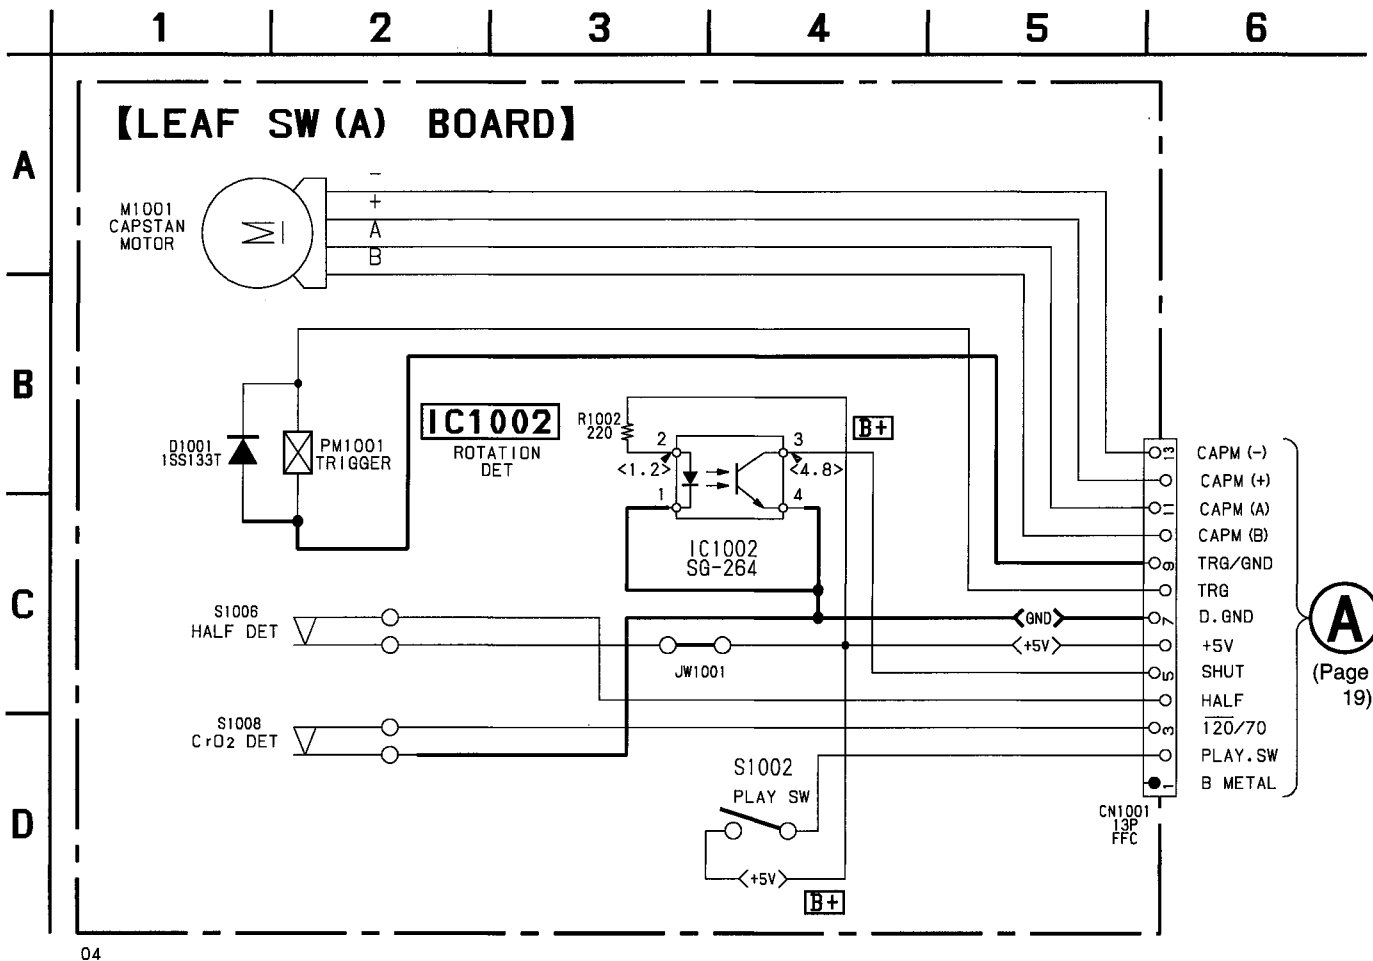 1 2 3 4 5 6
【LEAF SW (A) BOARD】
A
M1001
CAPSTAN
MOTOR
M
-
+
A
B
B
D1001
1SS133T
PM1001
TRIGGER
IC1002
ROTATION
DET
R1002
220
B+
2
<1.2>
1
3
<4.8>
4
IC1002
SG-264
C
S1006
HALF DET
JW1001
<GND>
<+5V>
S1008
CrO2 DET
D
S1002
PLAY SW
<+5V>
B+
13 CAPM (-)
CAPM (+)
11 CAPM (A)
CAPM (B)
9 TRG/GND
TRG
7 D.GND
+5V
5 SHUT
HALF
3 1̅2̅0̅/70
PLAY.SW
1 B METAL
CN1001
13P
FFC
A
(Page
19)
04